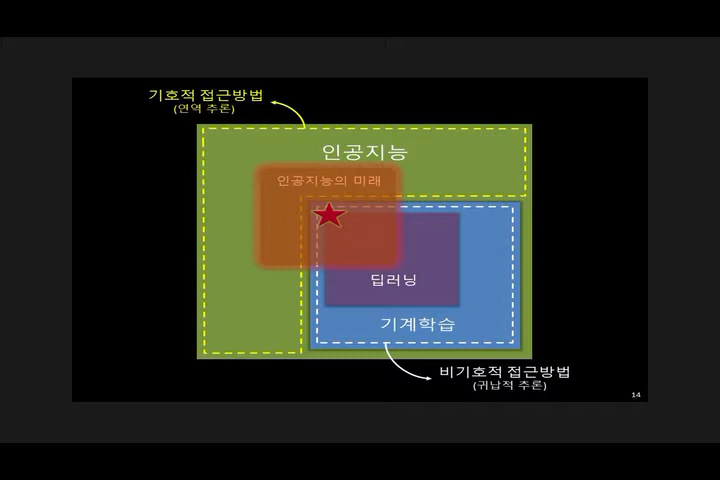 기호적 접근방법
(연역 추론)
인공지능
인공지능의 미래
딥러닝
기계학습
비기호적 접근방법
(귀납적 추론)
14